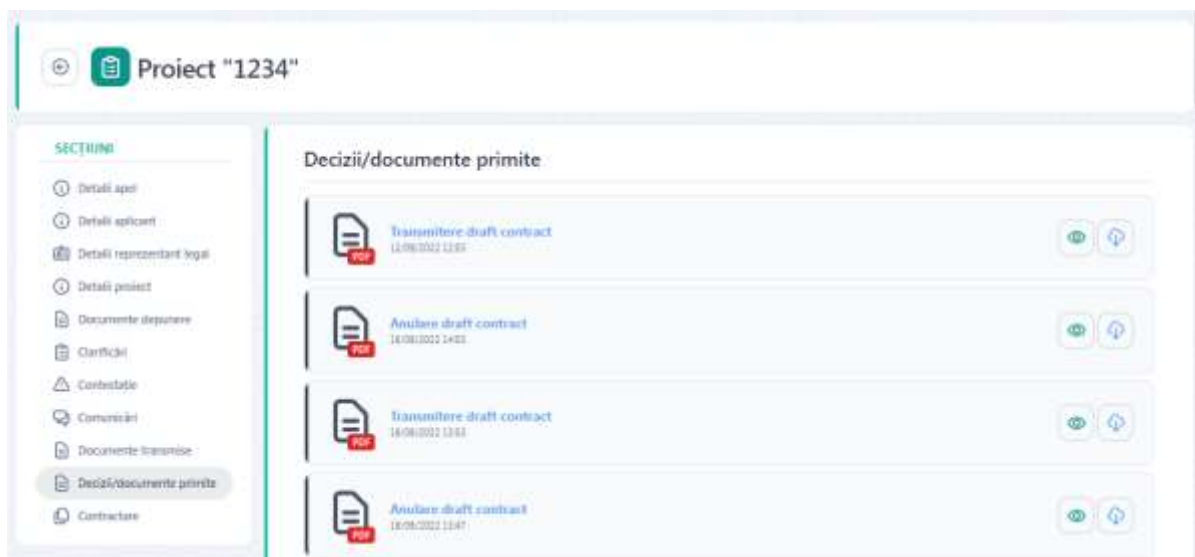 Proiect "1234"
SECȚIUNI
Detalii apel
Detalii aplicant
Detalii reprezentant legal
Detalii proiect
Documente depunere
Clarificări
Contestație
Comunicări
Documente transmise
Decizii/documente primite
Contractare
Decizii/documente primite
PDF
Transmitere draft contract
PDF
Anulare draft contract
PDF
Transmitere draft contract
PDF
Anulare draft contract